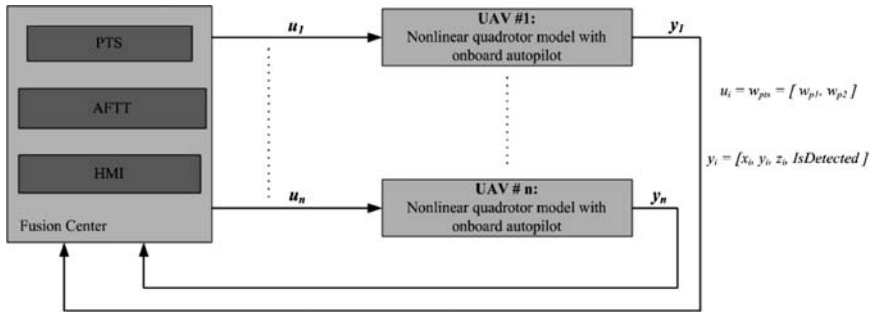 PTS
AFTT
HMI
Fusion Center
u1
un
UAV #1:
Nonlinear quadrotor model with
onboard autopilot
UAV # n:
Nonlinear quadrotor model with
onboard autopilot
y1
yn
ui = wpts = [ wp1, wp2 ]
yi = [xi, yi, zi, IsDetected ]